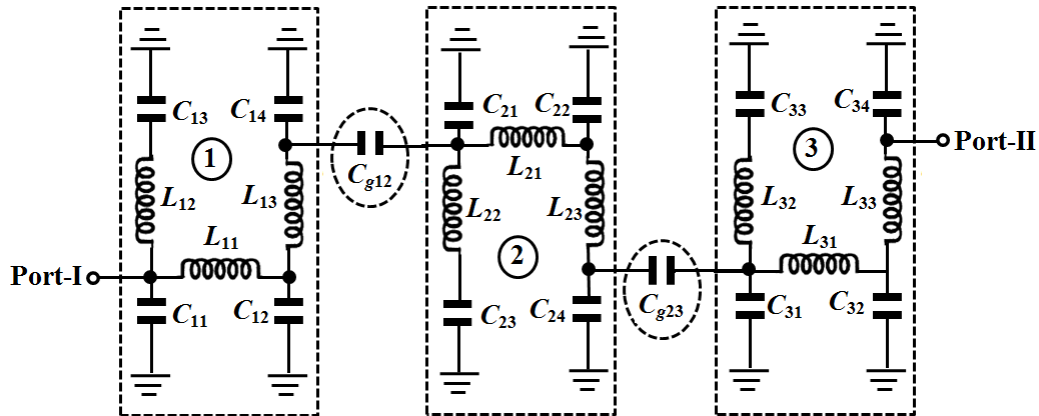 C13
C14
1
Cg12
L12
L13
L11
Port-I
C11
C12
C21
C22
L21
L22
L23
2
C23
C24
Cg23
C33
C34
3
Port-II
L32
L33
L31
C31
C32